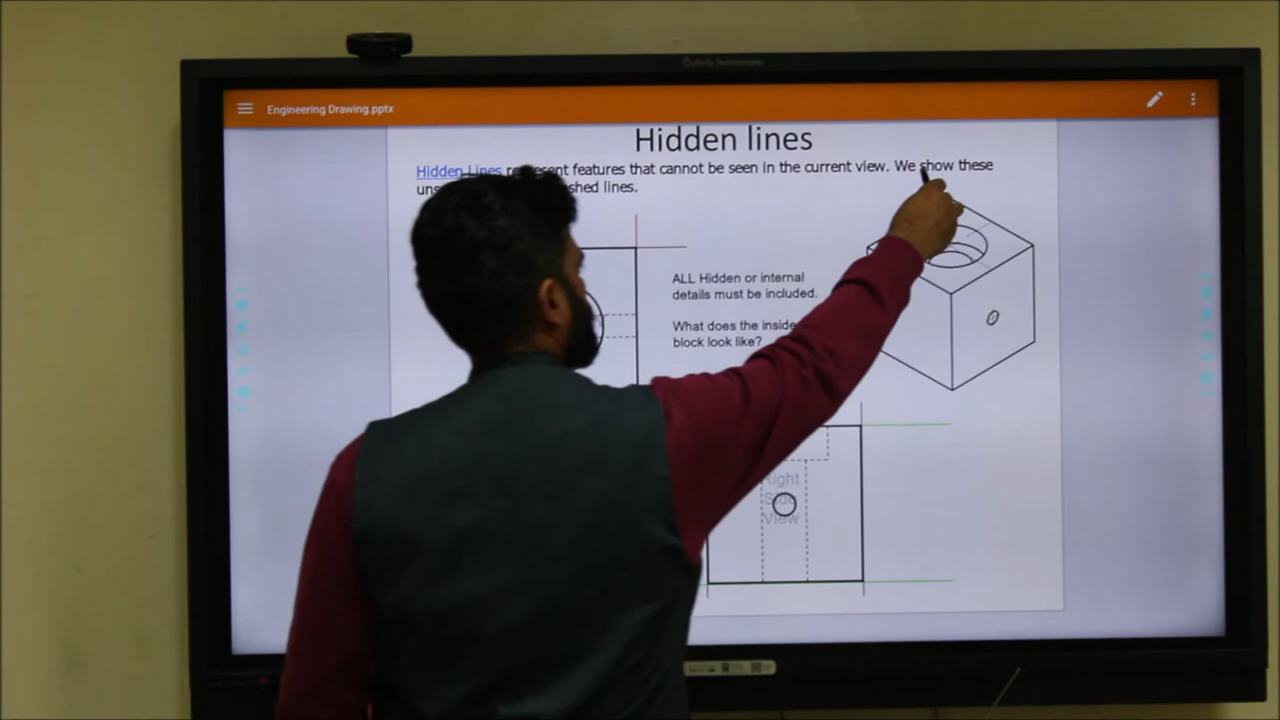 Engineering Drawing.pptx
Hidden lines
Hidden Lines represent features that cannot be seen in the current view. We show these
lines.
ALL Hidden or internal
details must be included.
What does the inside
block look like?
Right
Side
View